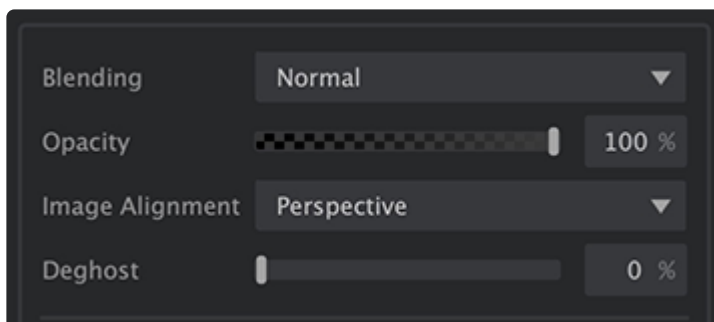 Blending Normal
Opacity 100 %
Image Alignment Perspective
Deghost 0 %